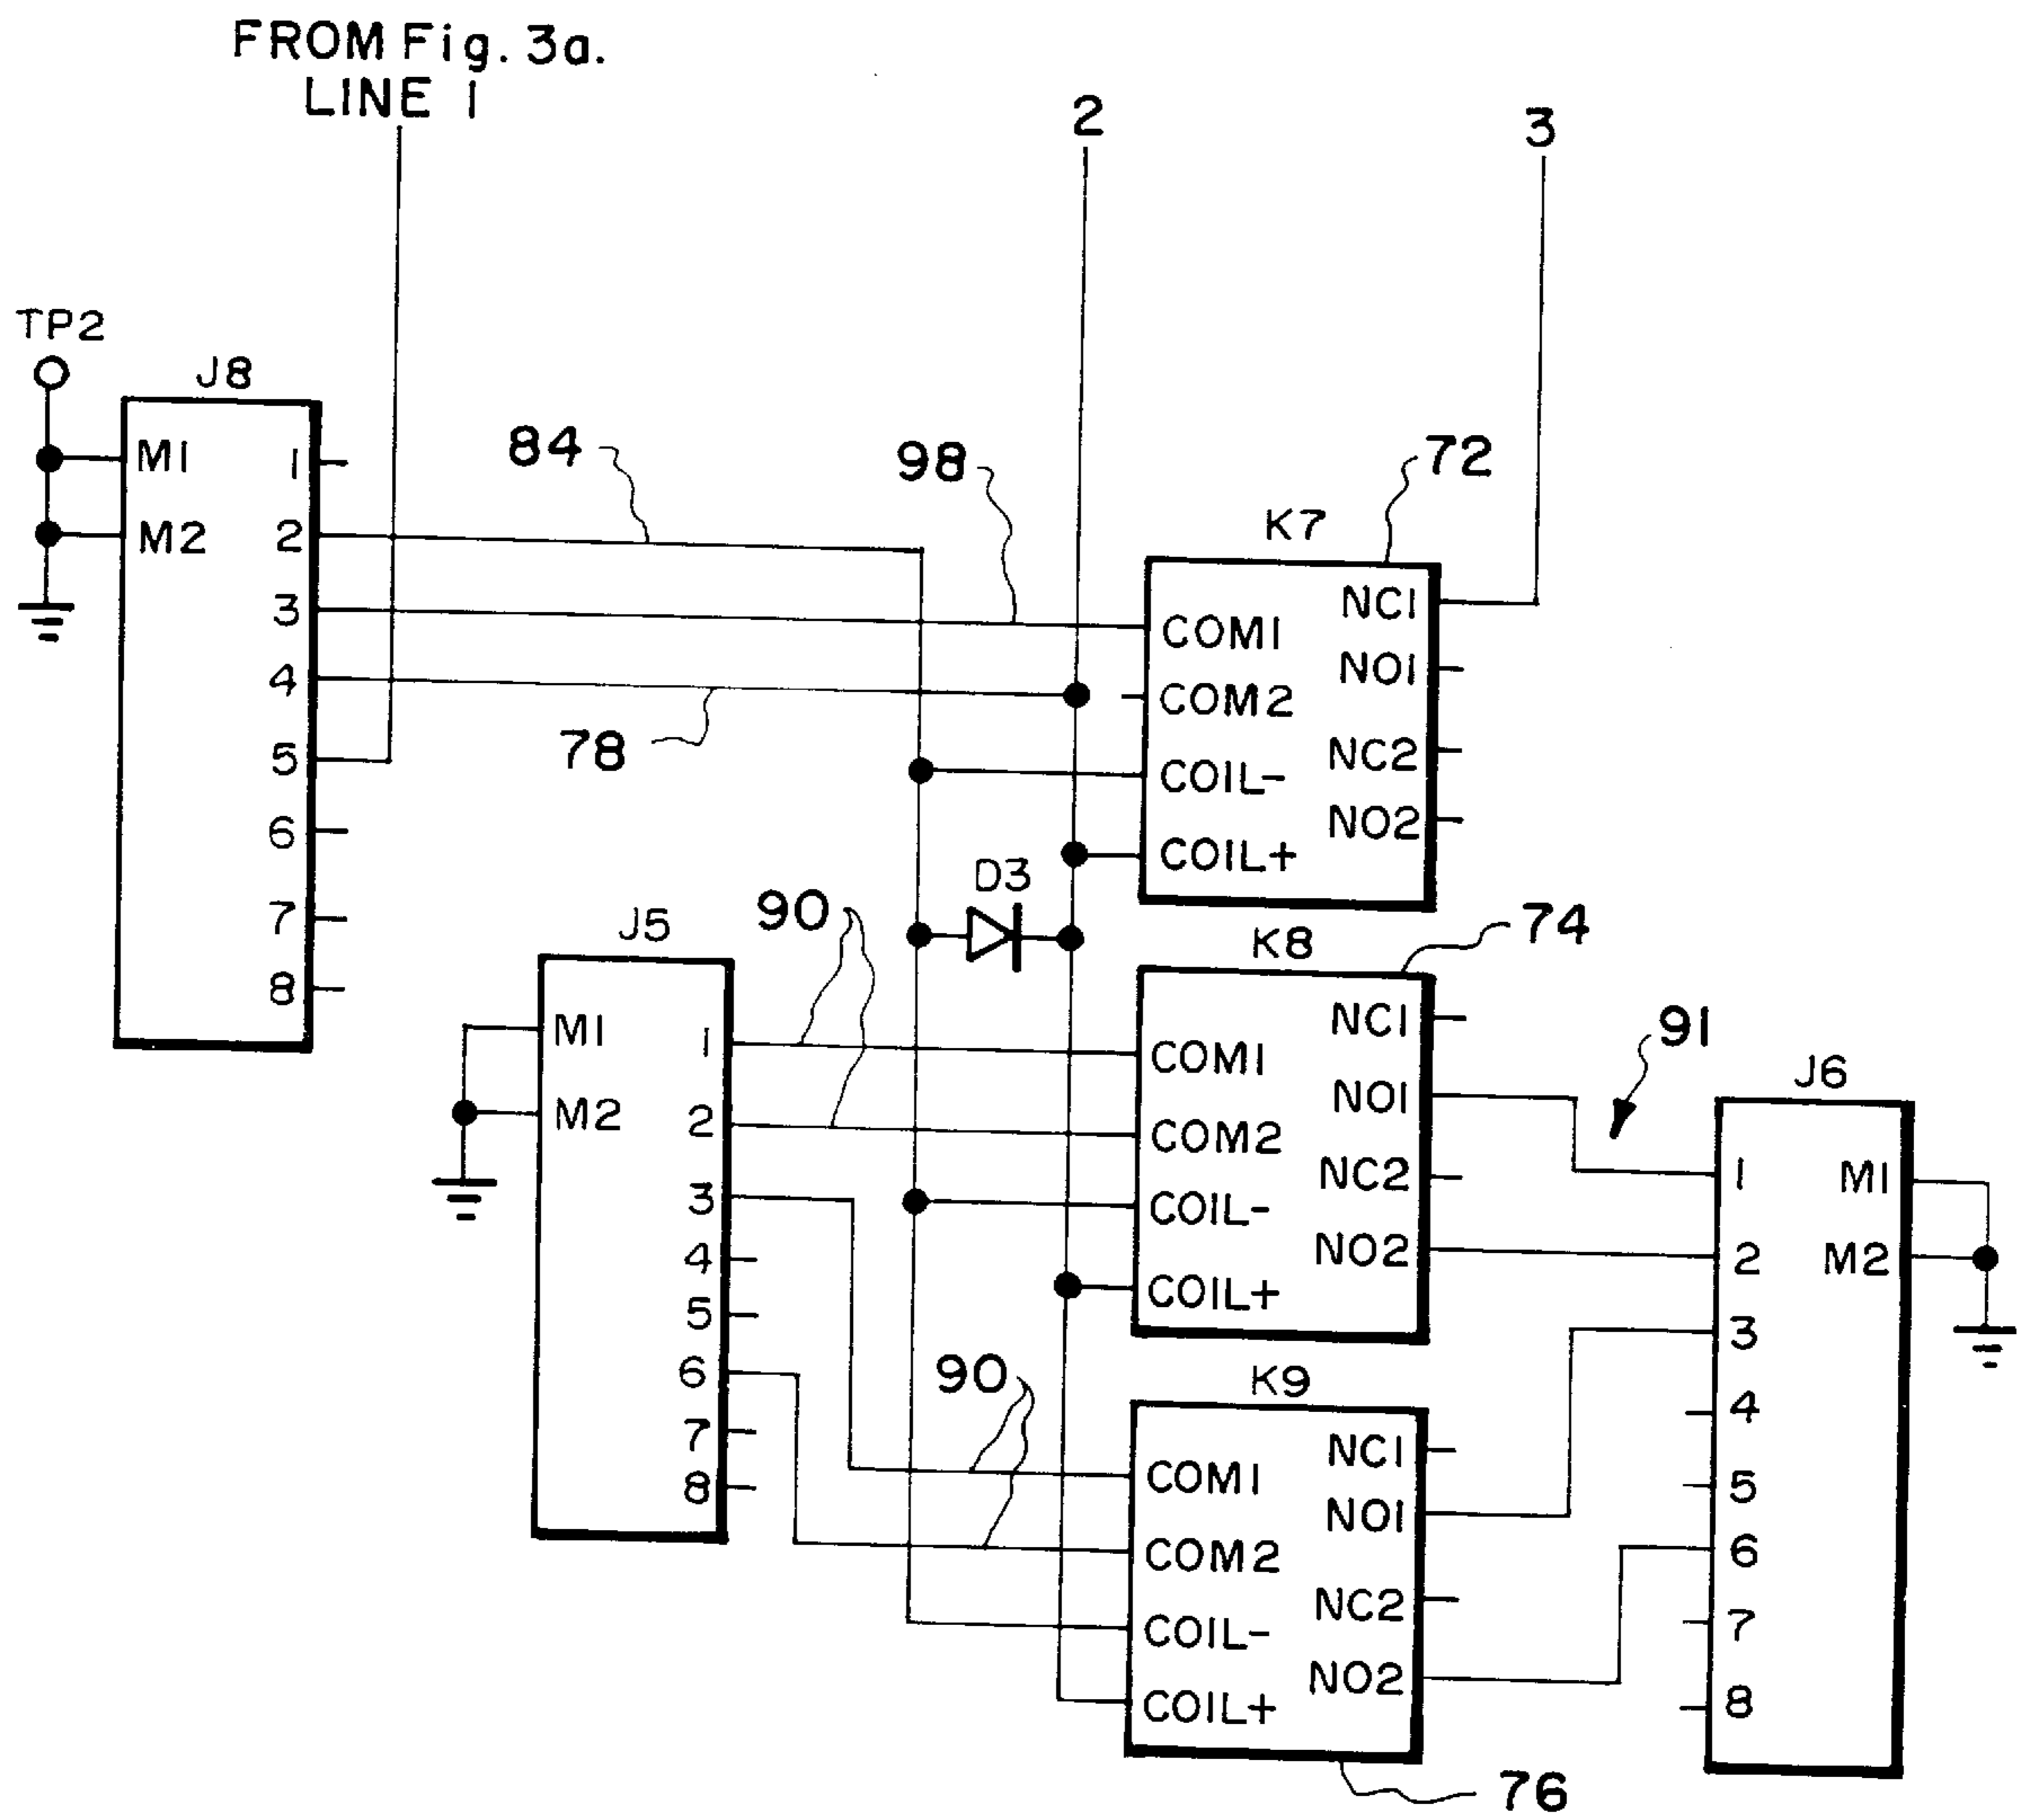 FROM Fig. 3a.
LINE 1
2
3
TP2
J8
M1
M2
1
2
3
4
5
6
7
8
84
98
78
72
K7
COM1
COM2
COIL-
COIL+
NC1
NO1
NC2
NO2
D3
90
J5
M1
M2
1
2
3
4
5
6
7
8
74
K8
COM1
COM2
COIL-
COIL+
NC1
NO1
NC2
NO2
91
J6
1
2
3
4
5
6
7
8
M1
M2
90
K9
COM1
COM2
COIL-
COIL+
NC1
NO1
NC2
NO2
76